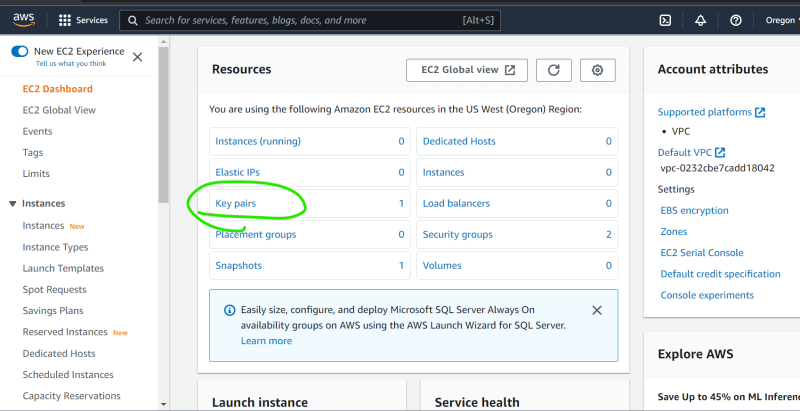 aws Services Search for services, features, blogs, docs, and more [Alt+S] Oregon
New EC2 Experience
Tell us what you think
EC2 Dashboard
EC2 Global View
Events
Tags
Limits
Instances
Instances New
Instance Types
Launch Templates
Spot Requests
Savings Plans
Reserved Instances New
Dedicated Hosts
Scheduled Instances
Capacity Reservations
Resources
EC2 Global view
You are using the following Amazon EC2 resources in the US West (Oregon) Region:
Instances (running) 0 Dedicated Hosts 0
Elastic IPs 0 Instances 0
Key pairs 1 Load balancers 0
Placement groups 0 Security groups 2
Snapshots 1 Volumes 0
Easily size, configure, and deploy Microsoft SQL Server Always On
availability groups on AWS using the AWS Launch Wizard for SQL Server.
Learn more
Launch instance
Service health
Account attributes
Supported platforms
• VPC
Default VPC
vpc-0232cbe7cadd18042
Settings
EBS encryption
Zones
EC2 Serial Console
Default credit specification
Console experiments
Explore AWS
Save Up to 45% on ML Inference